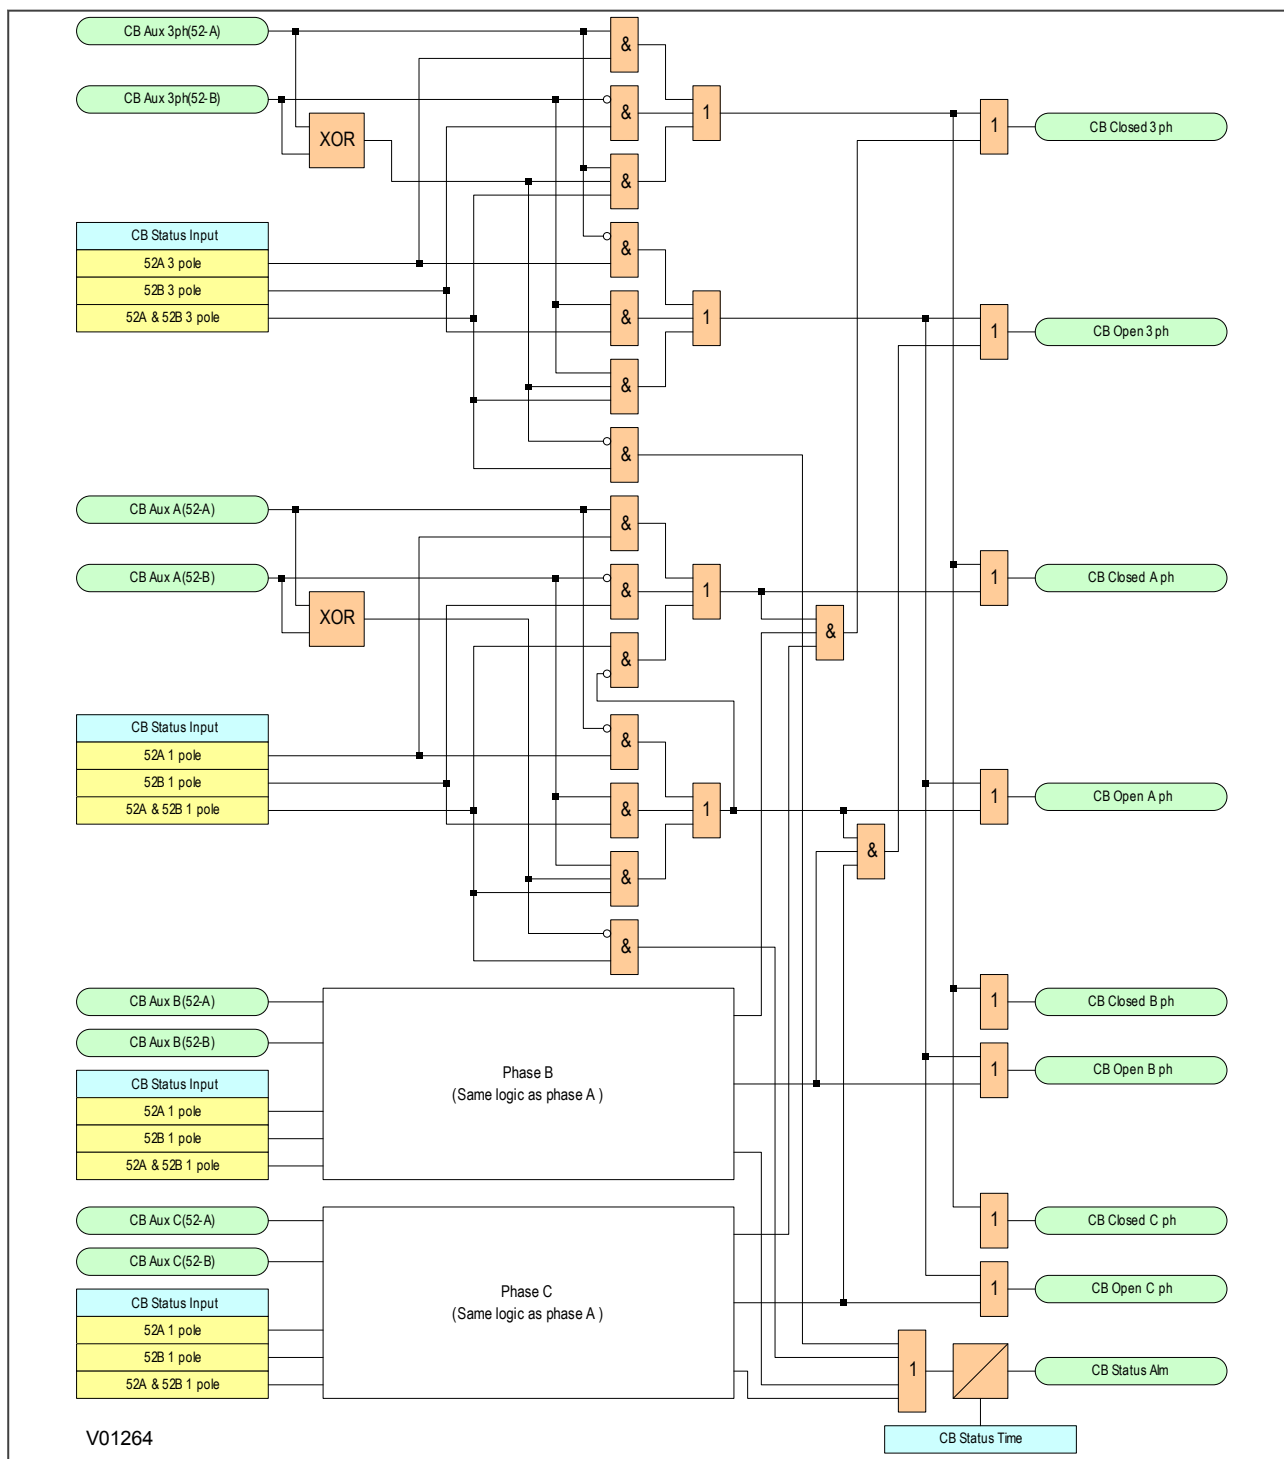 CB Aux 3ph(52-A)
&
CB Aux 3ph(52-B)
&
1
1
CB Closed 3 ph
XOR
&
CB Status Input
&
52A 3 pole
52B 3 pole
&
1
1
CB Open 3 ph
52A & 52B 3 pole
&
&
CB Aux A(52-A)
&
CB Aux A(52-B)
&
1
1
CB Closed A ph
XOR
&
&
CB Status Input
&
52A 1 pole
52B 1 pole
&
1
1
CB Open A ph
52A & 52B 1 pole
&
&
&
CB Aux B(52-A)
1
CB Closed B ph
CB Aux B(52-B)
Phase B
(Same logic as phase A )
1
CB Open B ph
CB Status Input
52A 1 pole
52B 1 pole
52A & 52B 1 pole
CB Aux C(52-A)
1
CB Closed C ph
CB Aux C(52-B)
Phase C
(Same logic as phase A )
1
CB Open C ph
CB Status Input
52A 1 pole
52B 1 pole
52A & 52B 1 pole
1
CB Status Alm
CB Status Time
V01264